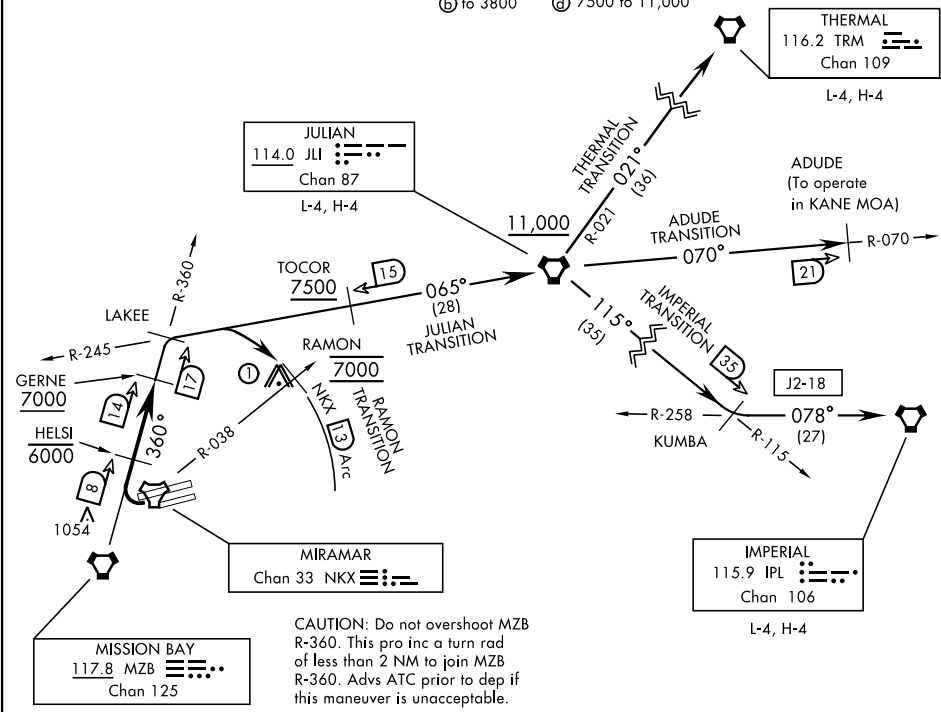 ⓑ to 3800 ⓓ 7500 to 11,000
THERMAL
116.2 TRM
Chan 109
L-4, H-4
JULIAN
114.0 JLI
Chan 87
L-4, H-4
THERMAL
TRANSITION
021°
(36)
R-021
ADUDE
(To operate
in KANE MOA)
11,000
ADUDE
TRANSITION
070°
R-070
21
TOCOR
7500
15
065°
(28)
JULIAN
TRANSITION
R-360
LAKEE
R-245
IMPERIAL
TRANSITION
115°
(35)
35
J2-18
GERNE
7000
17
14
①
RAMON
7000
RAMON
TRANSITION
NKX
13
Arc
R-038
360°
HELSI
6000
8
1054
R-258
KUMBA
078°
(27)
R-115
MIRAMAR
Chan 33 NKX
IMPERIAL
115.9 IPL
Chan 106
L-4, H-4
MISSION BAY
117.8 MZB
Chan 125
CAUTION: Do not overshoot MZB
R-360. This pro inc a turn rad
of less than 2 NM to join MZB
R-360. Advs ATC prior to dep if
this maneuver is unacceptable.